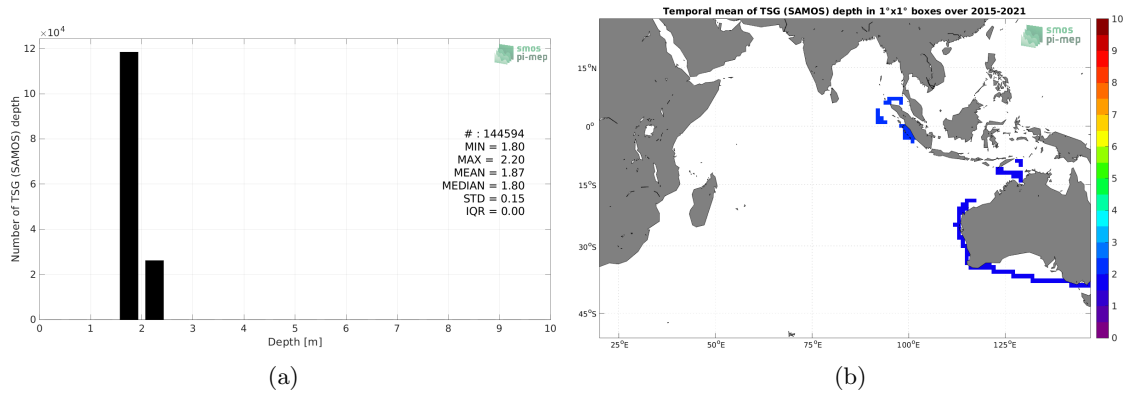 ×10⁴
12
10
8
6
4
2
0
Number of TSG (SAMOS) depth
smos
pi-mep
# : 144594
MIN = 1.80
MAX = 2.20
MEAN = 1.87
MEDIAN = 1.80
STD = 0.15
IQR = 0.00
0 1 2 3 4 5 6 7 8 9 10
Depth [m]
(a)
Temporal mean of TSG (SAMOS) depth in 1°x1° boxes over 2015-2021
smos
pi-mep
15°N
0°
15°S
30°S
45°S
25°E 50°E 75°E 100°E 125°E
10
9
8
7
6
5
4
3
2
1
0
(b)